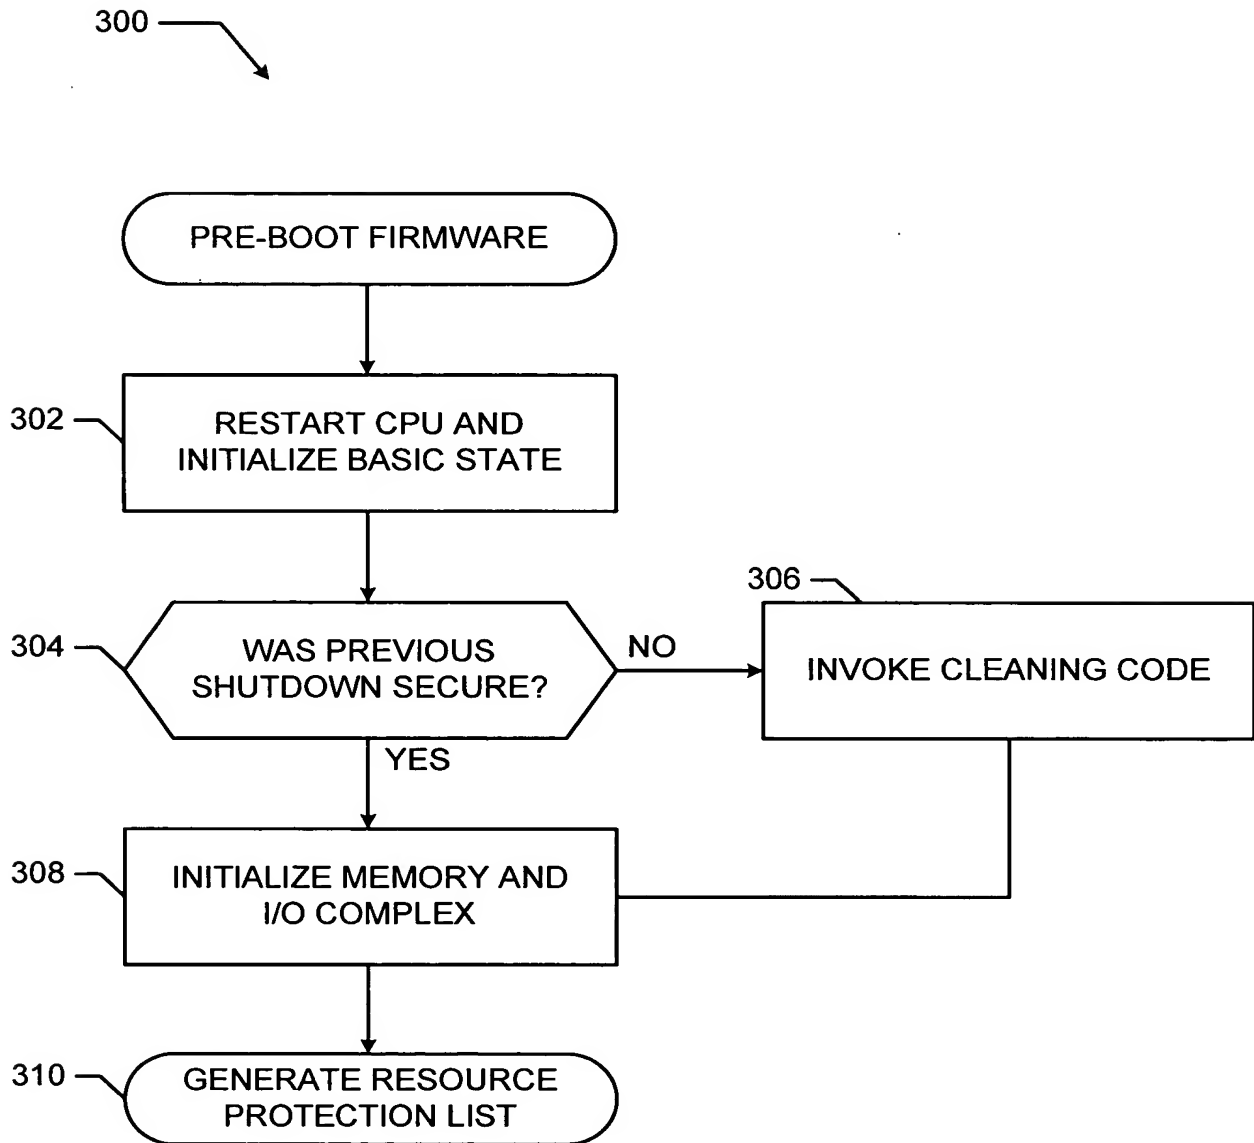 300
PRE-BOOT FIRMWARE
302
RESTART CPU AND
INITIALIZE BASIC STATE
304
WAS PREVIOUS
SHUTDOWN SECURE?
NO
306
INVOKE CLEANING CODE
YES
308
INITIALIZE MEMORY AND
I/O COMPLEX
310
GENERATE RESOURCE
PROTECTION LIST